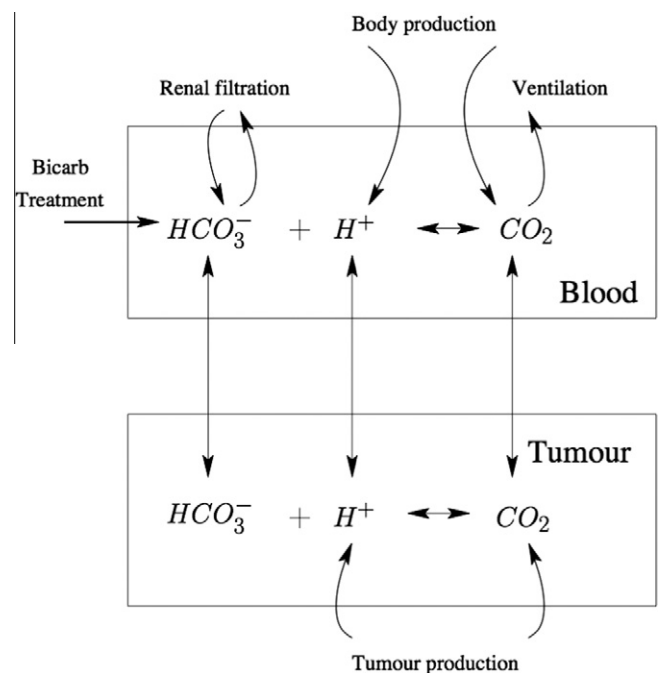 Body production
Renal filtration
Ventilation
Bicarb
Treatment
HCO₃⁻ + H⁺ ↔ CO₂
Blood
Tumour
HCO₃⁻ + H⁺ ↔ CO₂
Tumour production